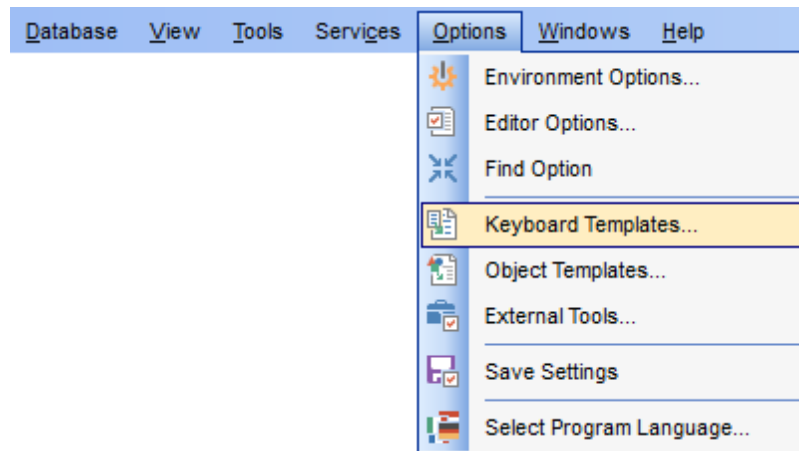 Database View Tools Services Options Windows Help
Environment Options...
Editor Options...
Find Option
Keyboard Templates...
Object Templates...
External Tools...
Save Settings
Select Program Language...